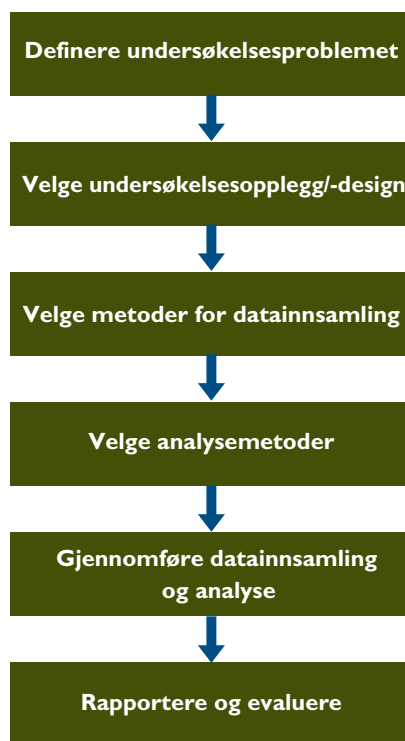 Definere undersøkelsesproblemet
Velge undersøkelsesopplegg/-design
Velge metoder for datainnsamling
Velge analysemetoder
Gjennomføre datainnsamling
og analyse
Rapportere og evaluere